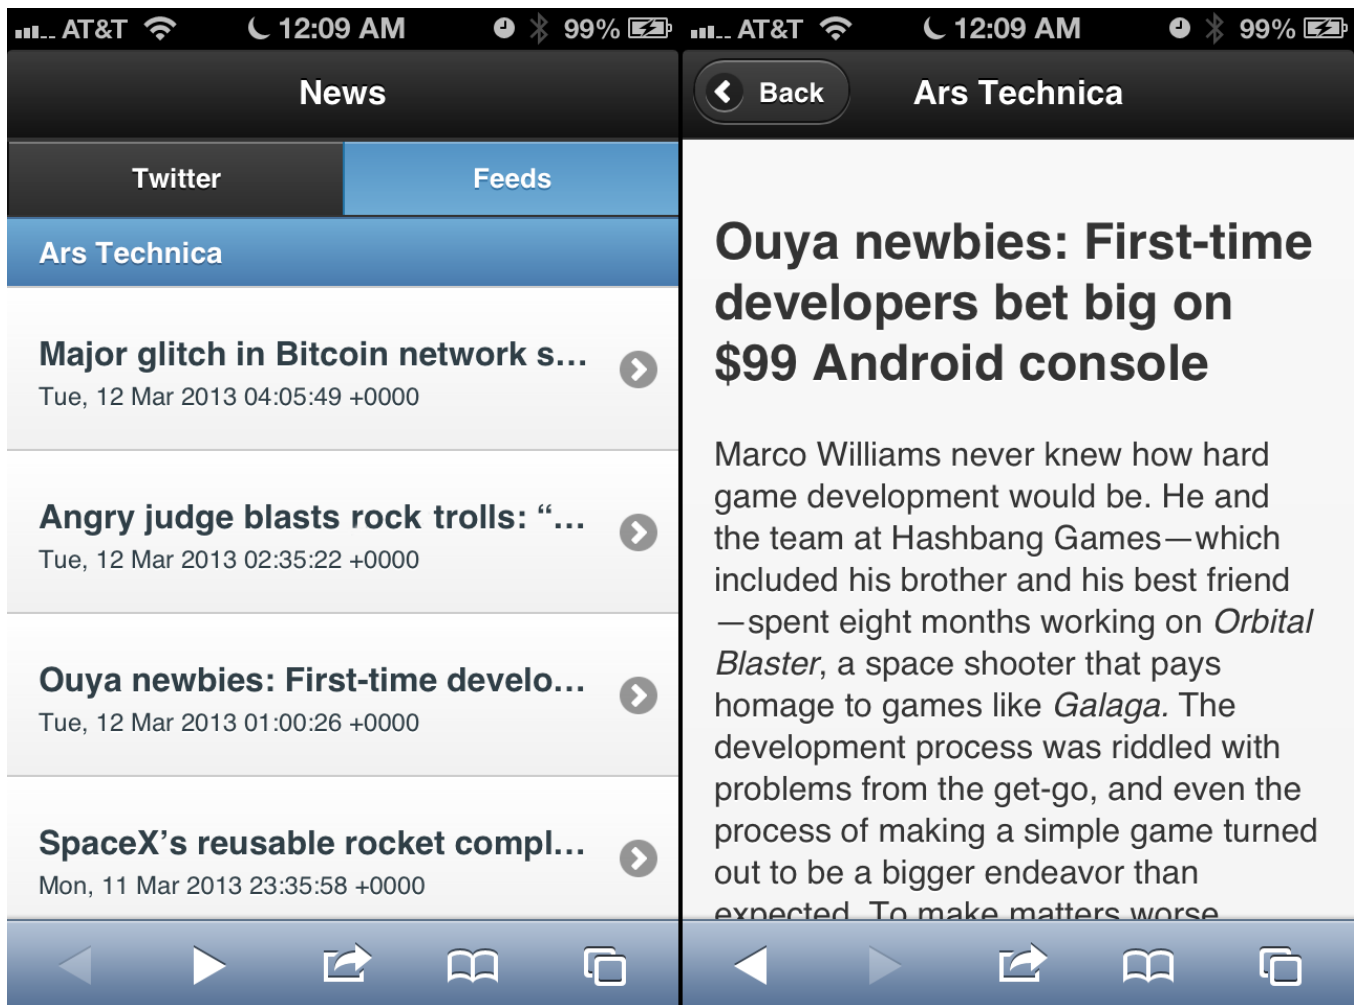 AT&T 12:09 AM 99%
News
Twitter Feeds
Ars Technica
Major glitch in Bitcoin network s...
Tue, 12 Mar 2013 04:05:49 +0000
Angry judge blasts rock trolls: “...
Tue, 12 Mar 2013 02:35:22 +0000
Ouya newbies: First-time develo...
Tue, 12 Mar 2013 01:00:26 +0000
SpaceX’s reusable rocket compl...
Mon, 11 Mar 2013 23:35:58 +0000
AT&T 12:09 AM 99%
Back Ars Technica
Ouya newbies: First-time
developers bet big on
$99 Android console
Marco Williams never knew how hard
game development would be. He and
the team at Hashbang Games—which
included his brother and his best friend
—spent eight months working on Orbital
Blaster, a space shooter that pays
homage to games like Galaga. The
development process was riddled with
problems from the get-go, and even the
process of making a simple game turned
out to be a bigger endeavor than
expected. To make matters worse,